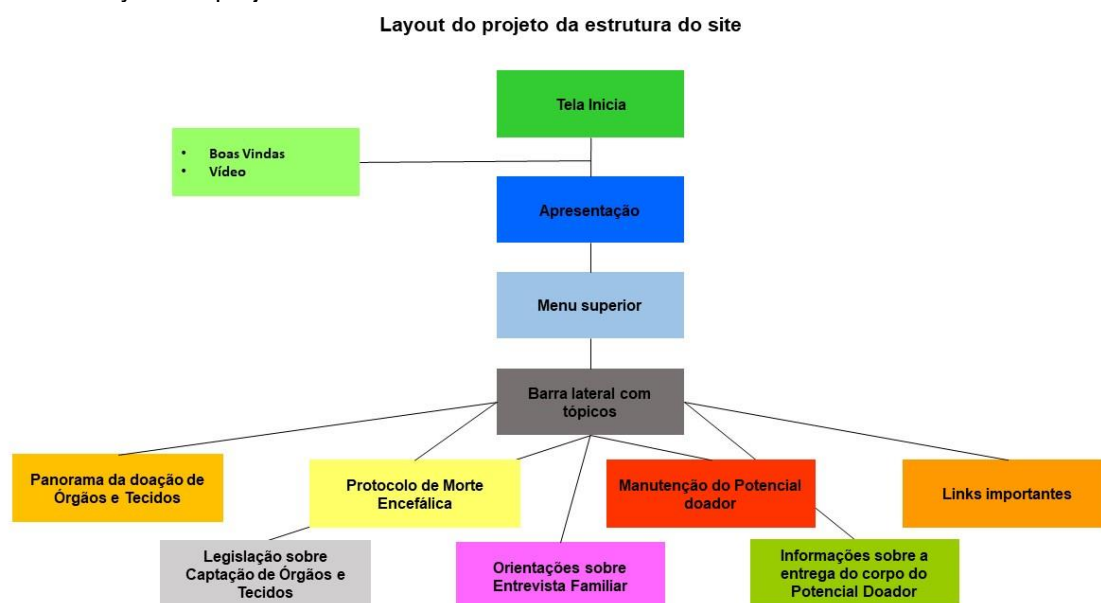 Layout do projeto da estrutura do site
Tela Inicia
• Boas Vindas
• Vídeo
Apresentação
Menu superior
Barra lateral com
tópicos
Panorama da doação de
Órgãos e Tecidos
Protocolo de Morte
Encefálica
Manutenção do Potencial
doador
Links importantes
Legislação sobre
Captação de Órgãos e
Tecidos
Orientações sobre
Entrevista Familiar
Informações sobre a
entrega do corpo do
Potencial Doador